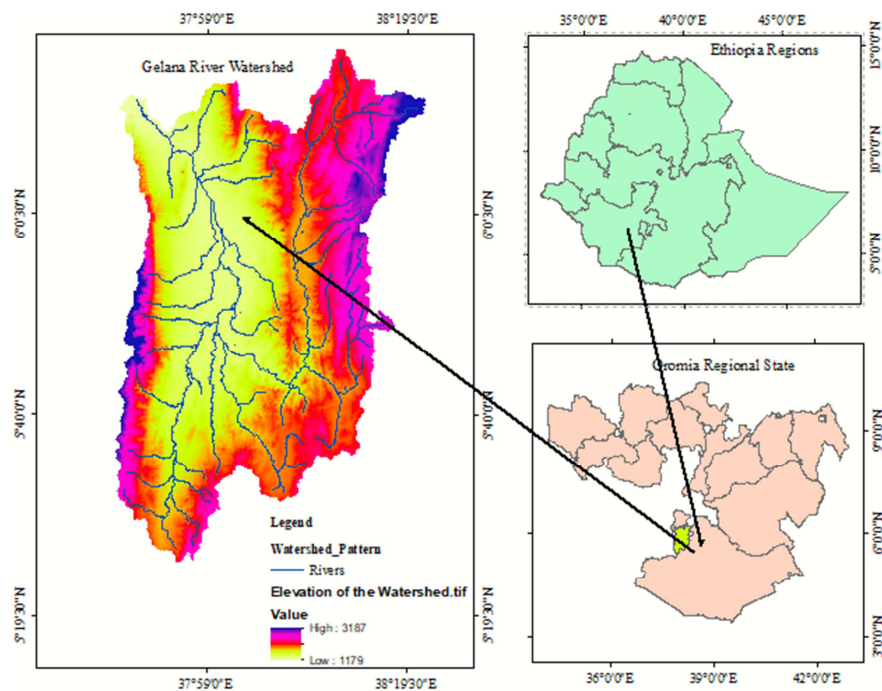 37°59'0"E
38°19'30"E
Gelana River Watershed
6°0'30"N
6°0'30"N
5°40'0"N
5°40'0"N
5°19'30"N
5°19'30"N
Legend
Watershed_Pattern
Rivers
Elevation of the Watershed.tif
Value
High : 3187
Low : 1179
37°59'0"E
38°19'30"E
35°0'0"E
40°0'0"E
45°0'0"E
Ethiopia Regions
15°0'0"N
10°0'0"N
5°0'0"N
Oromia Regional State
9°0'0"N
6°0'0"N
3°0'0"N
36°0'0"E
39°0'0"E
42°0'0"E